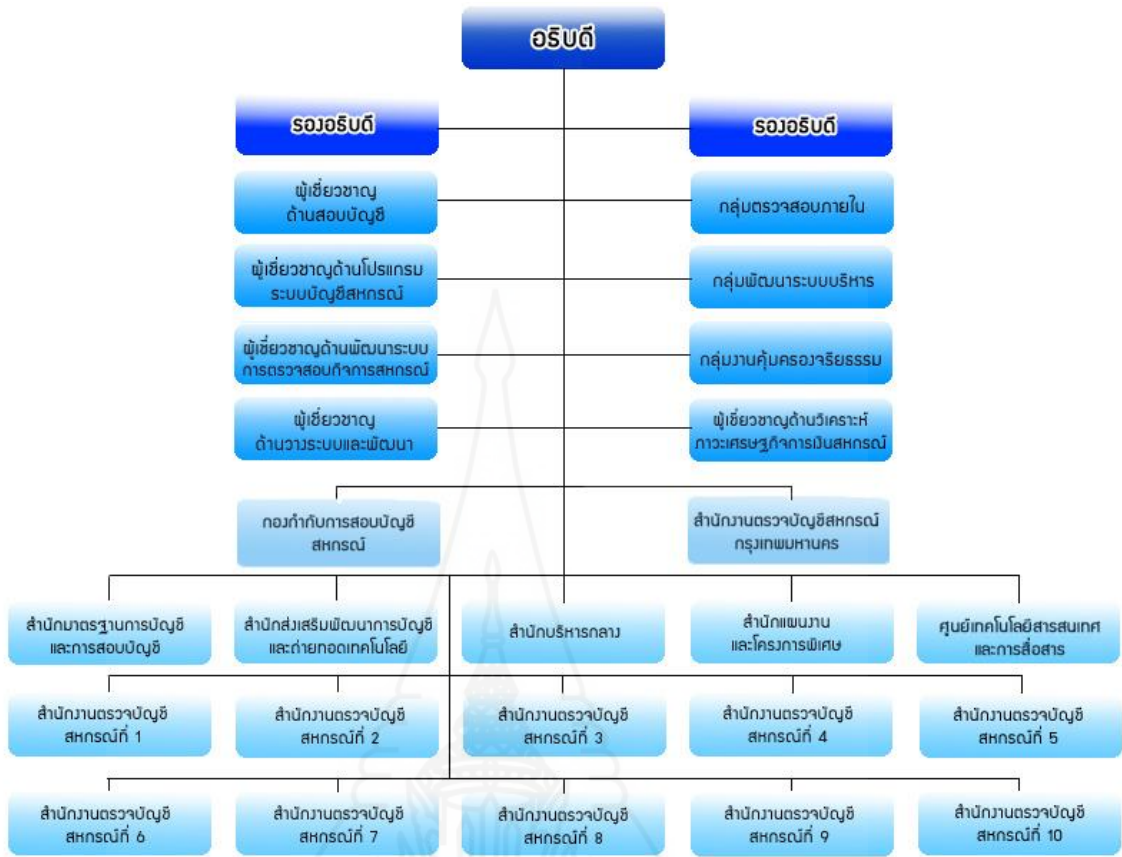 อธิบดี
รองอธิบดี
รองอธิบดี
ผู้เชี่ยวชาญ
ด้านสอบบัญชี
กลุ่มตรวจสอบภายใน
ผู้เชี่ยวชาญด้านโปรแกรม
ระบบบัญชีสหกรณ์
กลุ่มพัฒนาระบบบริหาร
ผู้เชี่ยวชาญด้านพัฒนาระบบ
การตรวจสอบกิจการสหกรณ์
กลุ่มงานคุ้มครองจริยธรรม
ผู้เชี่ยวชาญ
ด้านวางระบบและพัฒนา
ผู้เชี่ยวชาญด้านวิเคราะห์
ภาวะเศรษฐกิจการเงินสหกรณ์
กองกำกับการสอบบัญชี
สหกรณ์
สำนักงานตรวจบัญชีสหกรณ์
กรุงเทพมหานคร
สำนักมาตรฐานการบัญชี
และการสอบบัญชี
สำนักส่งเสริมพัฒนาการบัญชี
และถ่ายทอดเทคโนโลยี
สำนักบริหารกลาง
สำนักแผนงาน
และโครงการพิเศษ
ศูนย์เทคโนโลยีสารสนเทศ
และการสื่อสาร
สำนักงานตรวจบัญชี
สหกรณ์ที่ 1
สำนักงานตรวจบัญชี
สหกรณ์ที่ 2
สำนักงานตรวจบัญชี
สหกรณ์ที่ 3
สำนักงานตรวจบัญชี
สหกรณ์ที่ 4
สำนักงานตรวจบัญชี
สหกรณ์ที่ 5
สำนักงานตรวจบัญชี
สหกรณ์ที่ 6
สำนักงานตรวจบัญชี
สหกรณ์ที่ 7
สำนักงานตรวจบัญชี
สหกรณ์ที่ 8
สำนักงานตรวจบัญชี
สหกรณ์ที่ 9
สำนักงานตรวจบัญชี
สหกรณ์ที่ 10